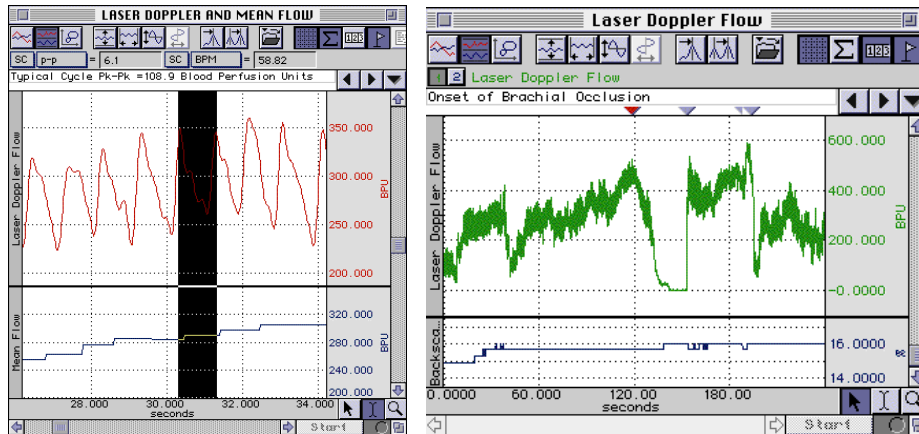 LASER DOPPLER AND MEAN FLOW
SC p-p = 6.1 SC BPM = 58.82
Typical Cycle Pk-Pk =108.9 Blood Perfusion Units
Laser Doppler Flow
350.000
300.000
250.000
200.000
BPU
Mean Flow
320.000
280.000
240.000
200.000
BPU
28.000 30.000 32.000 34.000
seconds
Start
Laser Doppler Flow
1 2 Laser Doppler Flow
Onset of Brachial Occlusion
Laser Doppler Flow
600.000
400.000
200.000
-0.0000
BPU
Backsca…
16.0000
14.0000
0.0000 60.000 120.00 180.00
seconds
Start